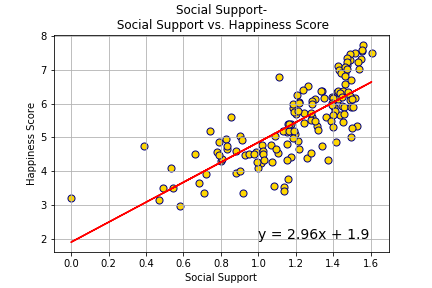 Social Support-
Social Support vs. Happiness Score
Happiness Score
8
7
6
5
4
3
2
y = 2.96x + 1.9
0.0 0.2 0.4 0.6 0.8 1.0 1.2 1.4 1.6
Social Support